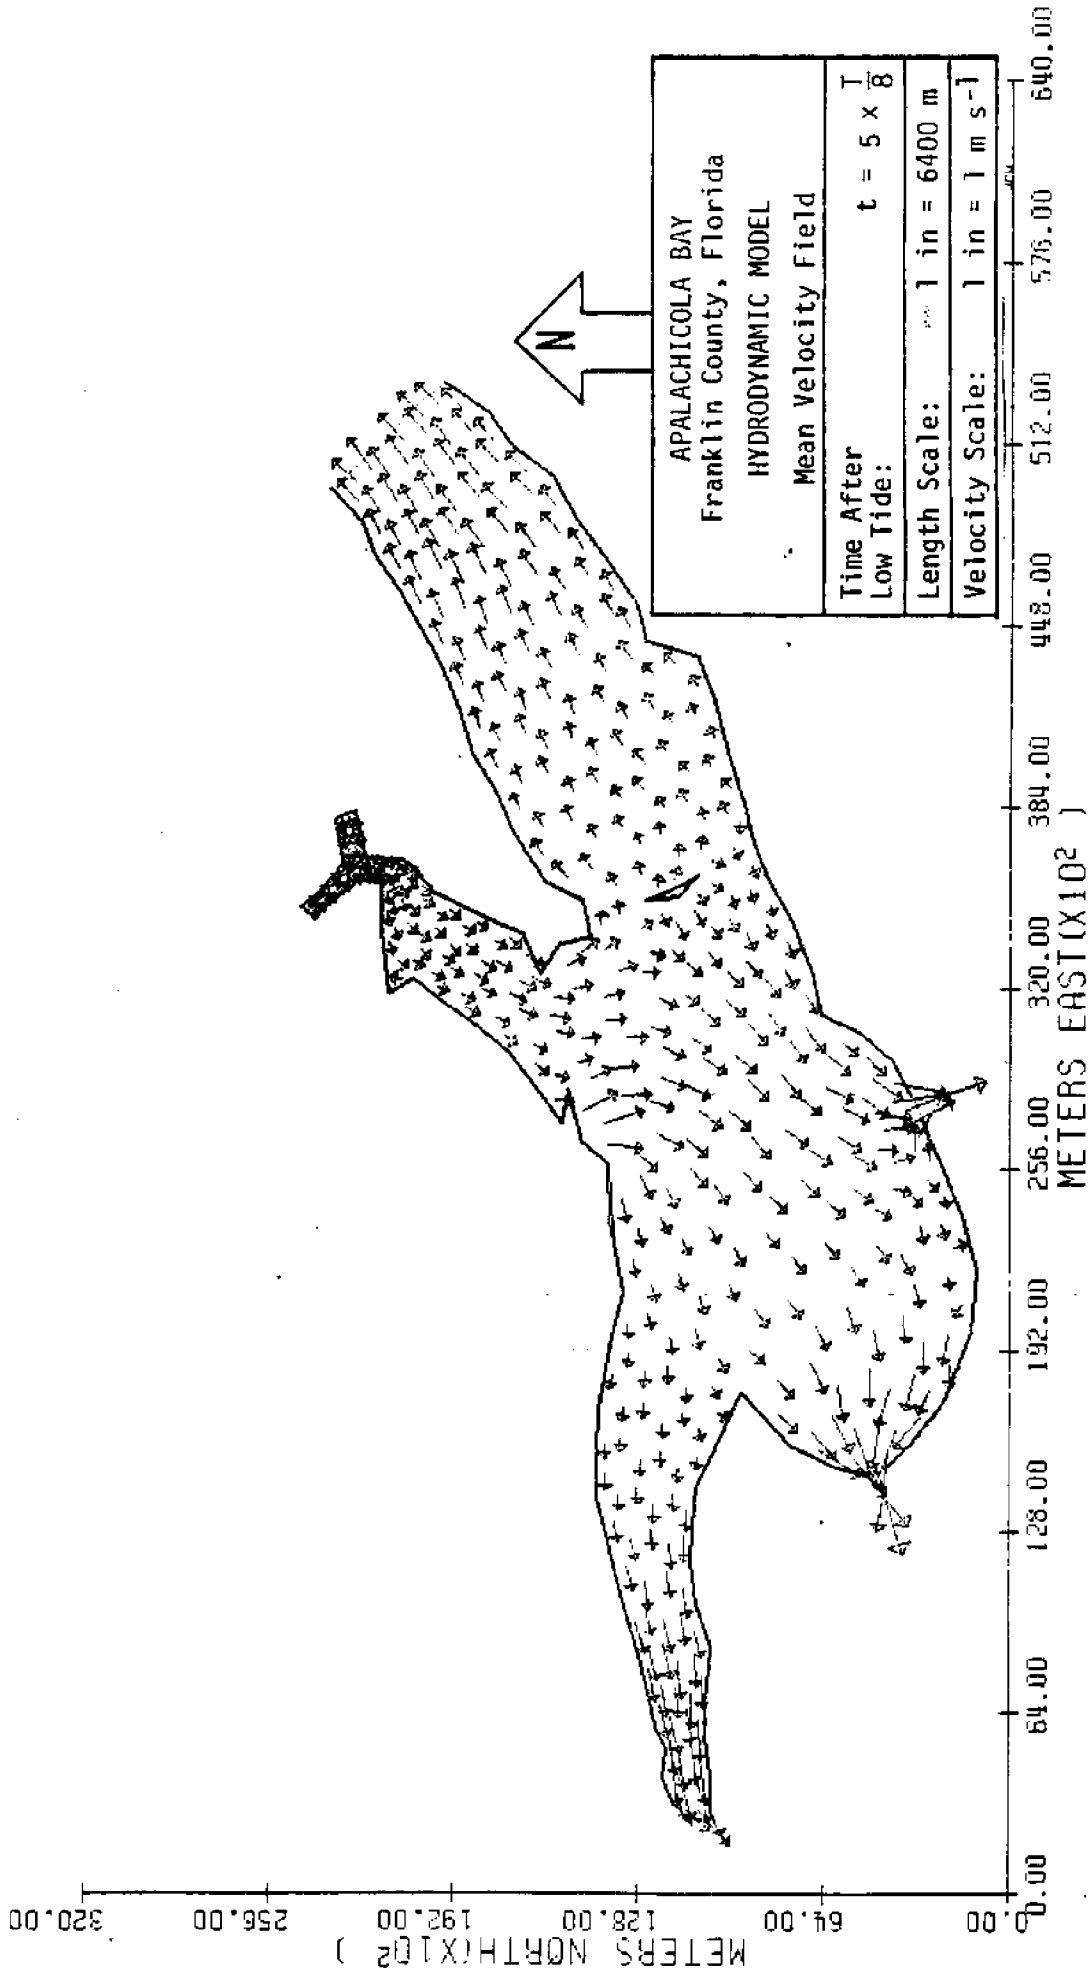 N
APALACHICOLA BAY
Franklin County, Florida
HYDRODYNAMIC MODEL
Mean Velocity Field
Time After
Low Tide: t = 5 x T/8
Length Scale: 1 in = 6400 m
Velocity Scale: 1 in = 1 m s-1
METERS NORTH(X10²)
320.00
256.00
192.00
128.00
64.00
0.00
0.00 64.00 128.00 192.00 256.00 320.00 384.00 448.00 512.00 576.00 640.00
METERS EAST(X10²)